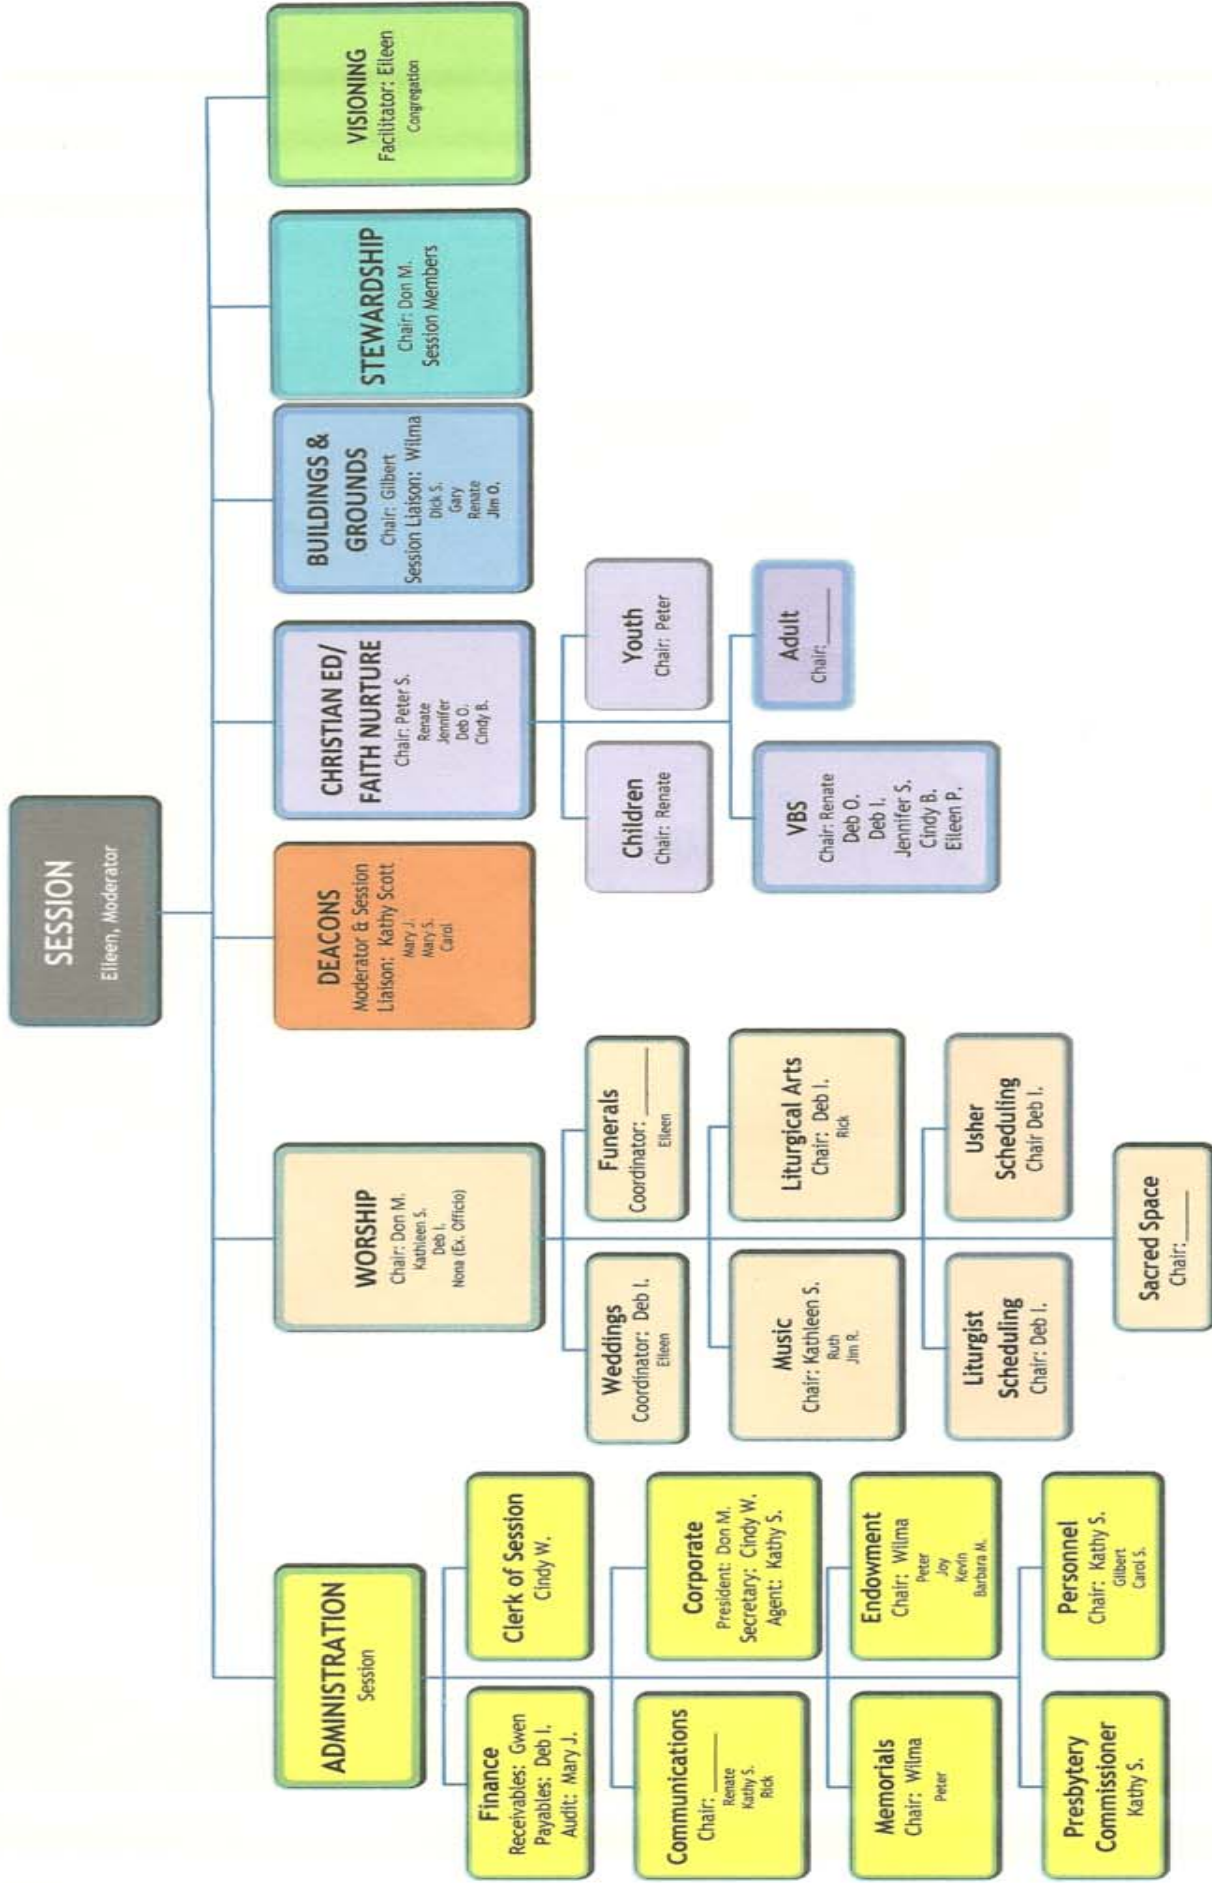 SESSION
Eileen, Moderator
ADMINISTRATION
Session
Finance
Receivables: Gwen
Payables: Deb I.
Audit: Mary J.
Clerk of Session
Cindy W.
Communications
Chair: ______
Renate
Kathy S.
Rick
Corporate
President: Don M.
Secretary: Cindy W.
Agent: Kathy S.
Memorials
Chair: Wilma
Peter
Endowment
Chair: Wilma
Peter
Joy
Kevin
Barbara M.
Presbytery
Commissioner
Kathy S.
Personnel
Chair: Kathy S.
Gilbert
Carol S.
WORSHIP
Chair: Don M.
Kathleen S.
Deb I.
Nona (Ex. Officio)
Weddings
Coordinator: Deb I.
Eileen
Funerals
Coordinator: ______
Eileen
Music
Chair: Kathleen S.
Ruth
Jim R.
Liturgical Arts
Chair: Deb I.
Rick
Liturgist
Scheduling
Chair: Deb I.
Usher
Scheduling
Chair Deb I.
Sacred Space
Chair:______
DEACONS
Moderator & Session
Liaison: Kathy Scott
Mary J.
Mary S.
Carol
CHRISTIAN ED/
FAITH NURTURE
Chair: Peter S.
Renate
Jennifer
Deb O.
Cindy B.
Children
Chair: Renate
Youth
Chair: Peter
VBS
Chair: Renate
Deb O.
Deb I.
Jennifer S.
Cindy B.
Eileen P.
Adult
Chair:______
BUILDINGS &
GROUNDS
Chair: Gilbert
Session Liaison: Wilma
Dick S.
Gary
Renate
Jim O.
STEWARDSHIP
Chair: Don M.
Session Members
VISIONING
Facilitator: Eileen
Congregation